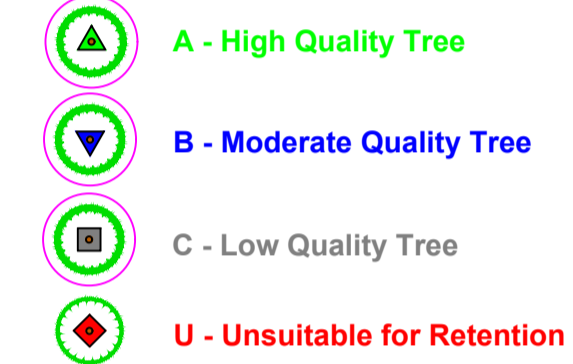 A - High Quality Tree
B - Moderate Quality Tree
C - Low Quality Tree
U - Unsuitable for Retention